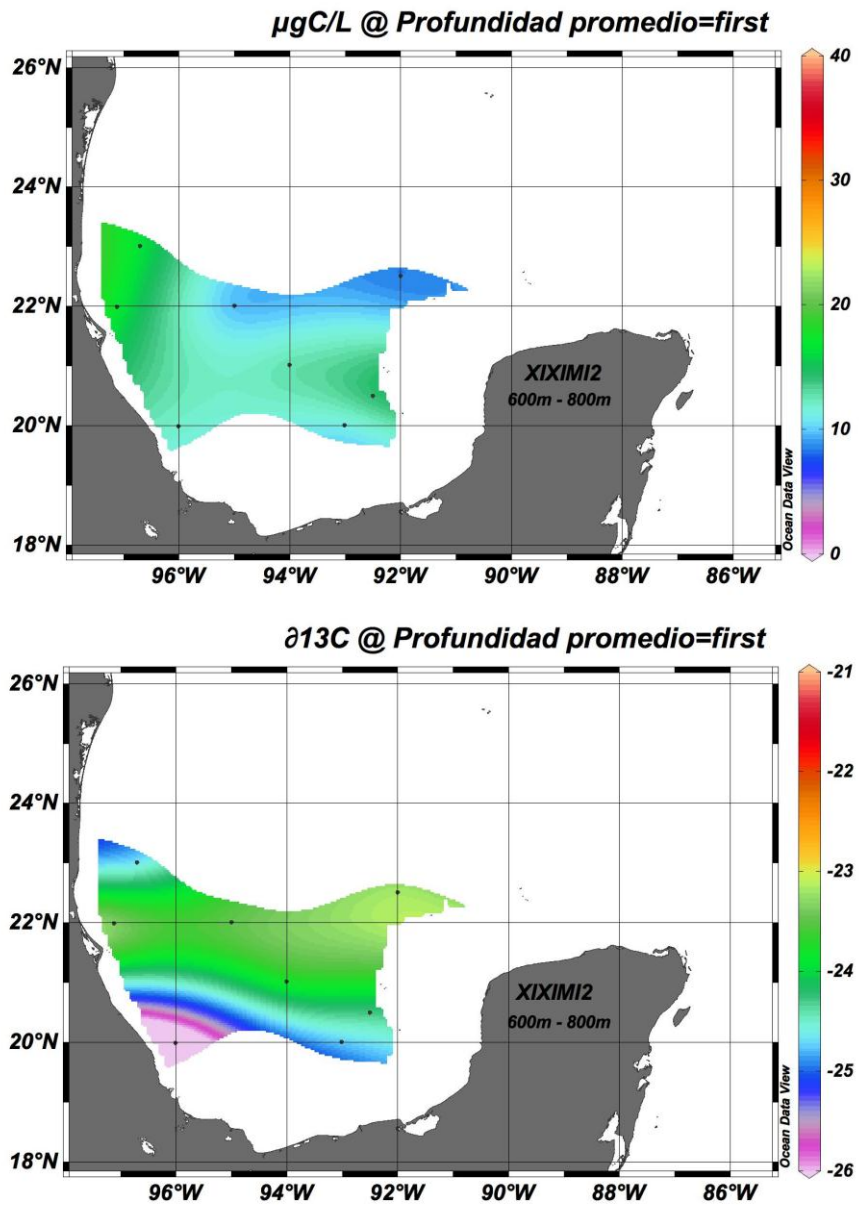 µgC/L @ Profundidad promedio=first
26°N
24°N
22°N
20°N
18°N
96°W
94°W
92°W
90°W
88°W
86°W
XIXIMI2
600m - 800m
Ocean Data View
40
30
20
10
0
∂13C @ Profundidad promedio=first
26°N
24°N
22°N
20°N
18°N
96°W
94°W
92°W
90°W
88°W
86°W
XIXIMI2
600m - 800m
Ocean Data View
-21
-22
-23
-24
-25
-26